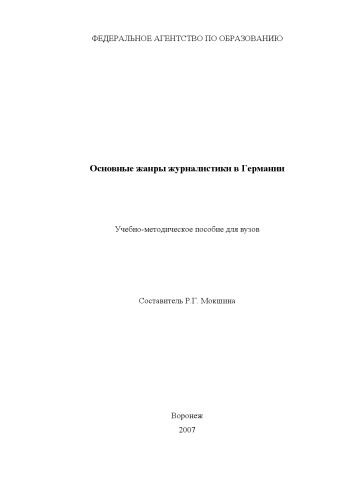 ФЕДЕРАЛЬНОЕ АГЕНТСТВО ПО ОБРАЗОВАНИЮ
Основные жанры журналистики в Германии
Учебно-методическое пособие для вузов
Составитель Р.Г. Мокшина
Воронеж
2007